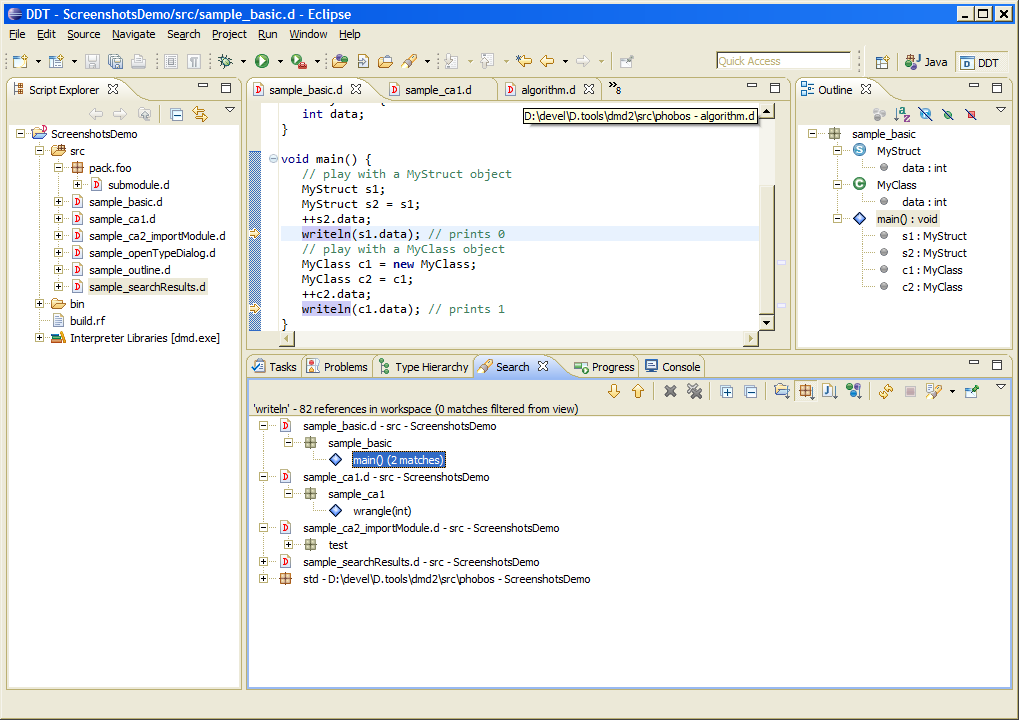 DDT - ScreenshotsDemo/src/sample_basic.d - Eclipse
File Edit Source Navigate Search Project Run Window Help
Quick Access
Java
DDT
Script Explorer
ScreenshotsDemo
src
pack.foo
submodule.d
sample_basic.d
sample_ca1.d
sample_ca2_importModule.d
sample_openTypeDialog.d
sample_outline.d
sample_searchResults.d
bin
build.rf
Interpreter Libraries [dmd.exe]
sample_basic.d
sample_ca1.d
algorithm.d
»8
D:\devel\D.tools\dmd2\src\phobos - algorithm.d
int data;
}
void main() {
// play with a MyStruct object
MyStruct s1;
MyStruct s2 = s1;
++s2.data;
writeln(s1.data); // prints 0
// play with a MyClass object
MyClass c1 = new MyClass;
MyClass c2 = c1;
++c2.data;
writeln(c1.data); // prints 1
}
Outline
sample_basic
MyStruct
data : int
MyClass
data : int
main() : void
s1 : MyStruct
s2 : MyStruct
c1 : MyClass
c2 : MyClass
Tasks
Problems
Type Hierarchy
Search
Progress
Console
'writeln' - 82 references in workspace (0 matches filtered from view)
sample_basic.d - src - ScreenshotsDemo
sample_basic
main() (2 matches)
sample_ca1.d - src - ScreenshotsDemo
sample_ca1
wrangle(int)
sample_ca2_importModule.d - src - ScreenshotsDemo
test
sample_searchResults.d - src - ScreenshotsDemo
std - D:\devel\D.tools\dmd2\src\phobos - ScreenshotsDemo